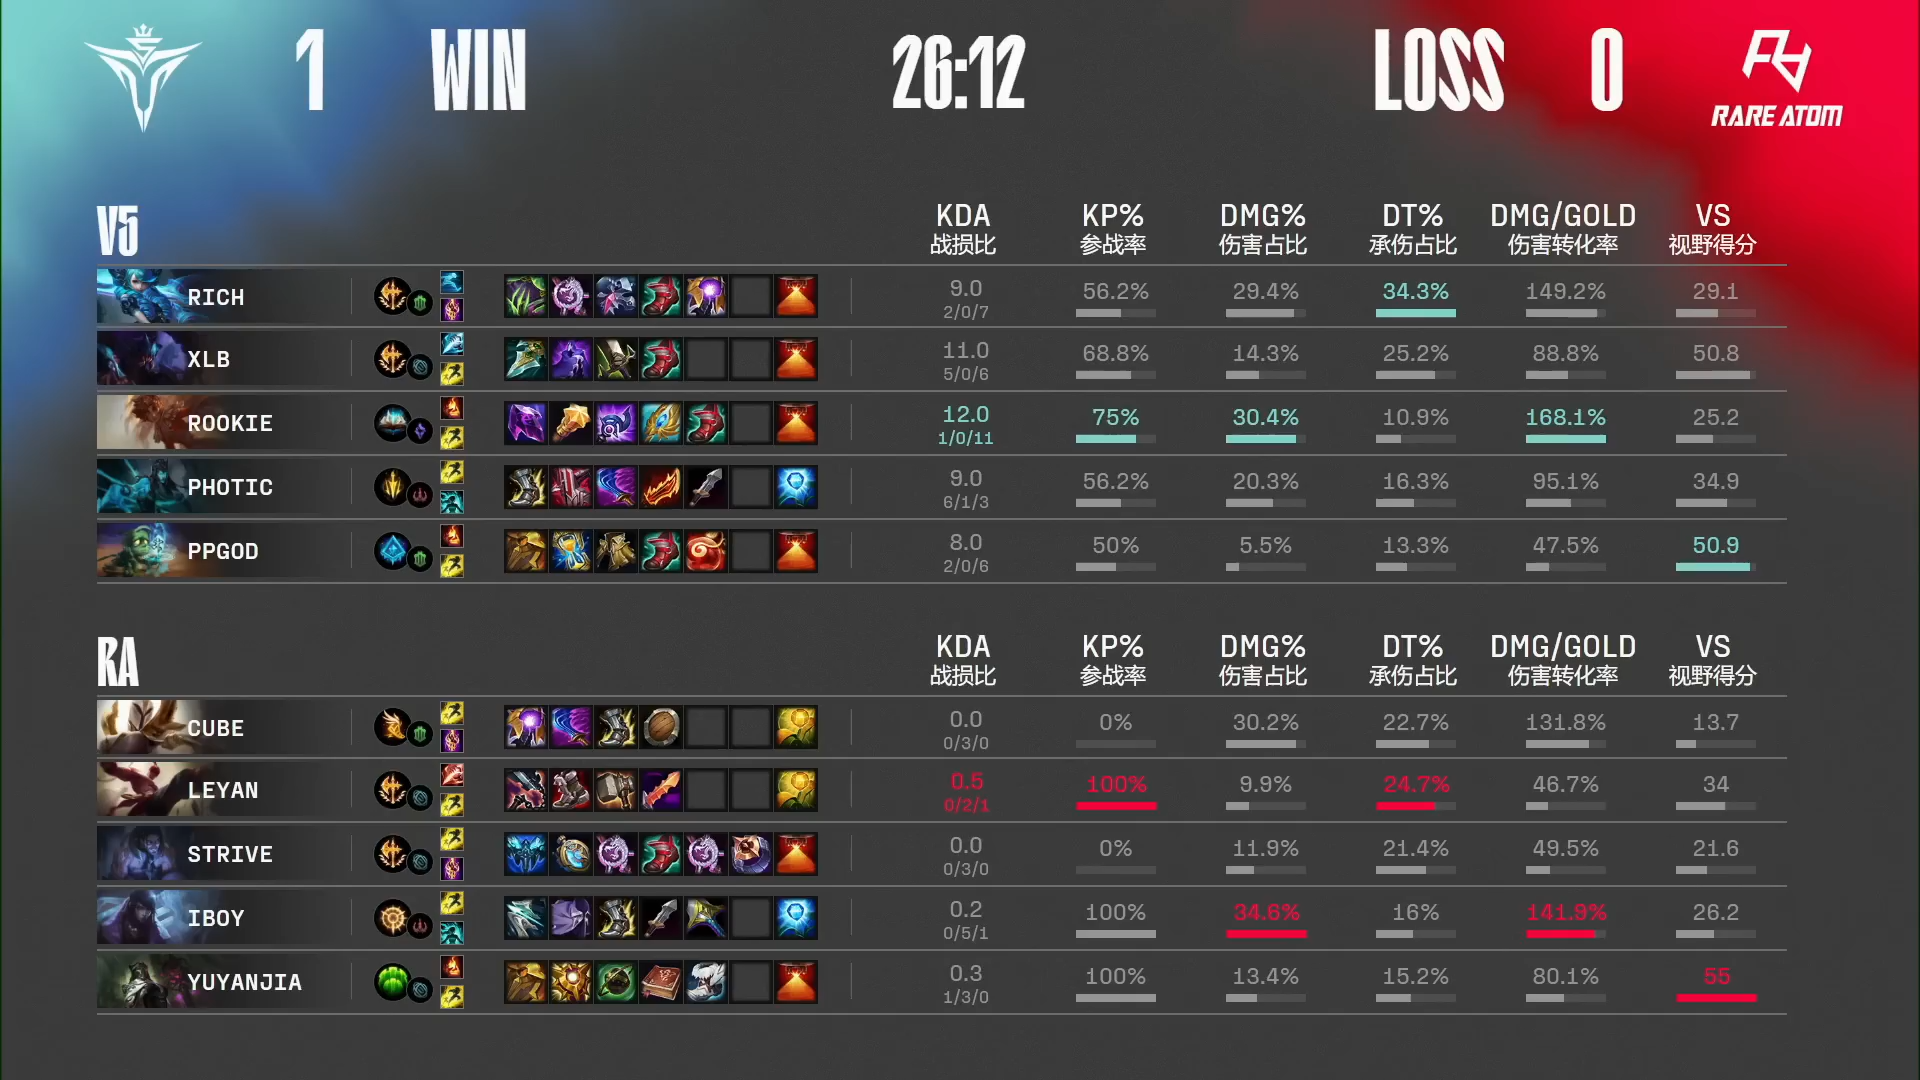 1 WIN 26:12 LOSS 0
RARE ATOM
V5 KDA KP% DMG% DT% DMG/GOLD VS
战损比 参战率 伤害占比 承伤占比 伤害转化率 视野得分
RICH 9.0 56.2% 29.4% 34.3% 149.2% 29.1
2/0/7
XLB 11.0 68.8% 14.3% 25.2% 88.8% 50.8
5/0/6
ROOKIE 12.0 75% 30.4% 10.9% 168.1% 25.2
1/0/11
PHOTIC 9.0 56.2% 20.3% 16.3% 95.1% 34.9
6/1/3
PPGOD 8.0 50% 5.5% 13.3% 47.5% 50.9
2/0/6
RA KDA KP% DMG% DT% DMG/GOLD VS
战损比 参战率 伤害占比 承伤占比 伤害转化率 视野得分
CUBE 0.0 0% 30.2% 22.7% 131.8% 13.7
0/3/0
LEYAN 0.5 100% 9.9% 24.7% 46.7% 34
0/2/1
STRIVE 0.0 0% 11.9% 21.4% 49.5% 21.6
0/3/0
IBOY 0.2 100% 34.6% 16% 141.9% 26.2
0/5/1
YUYANJIA 0.3 100% 13.4% 15.2% 80.1% 55
1/3/0